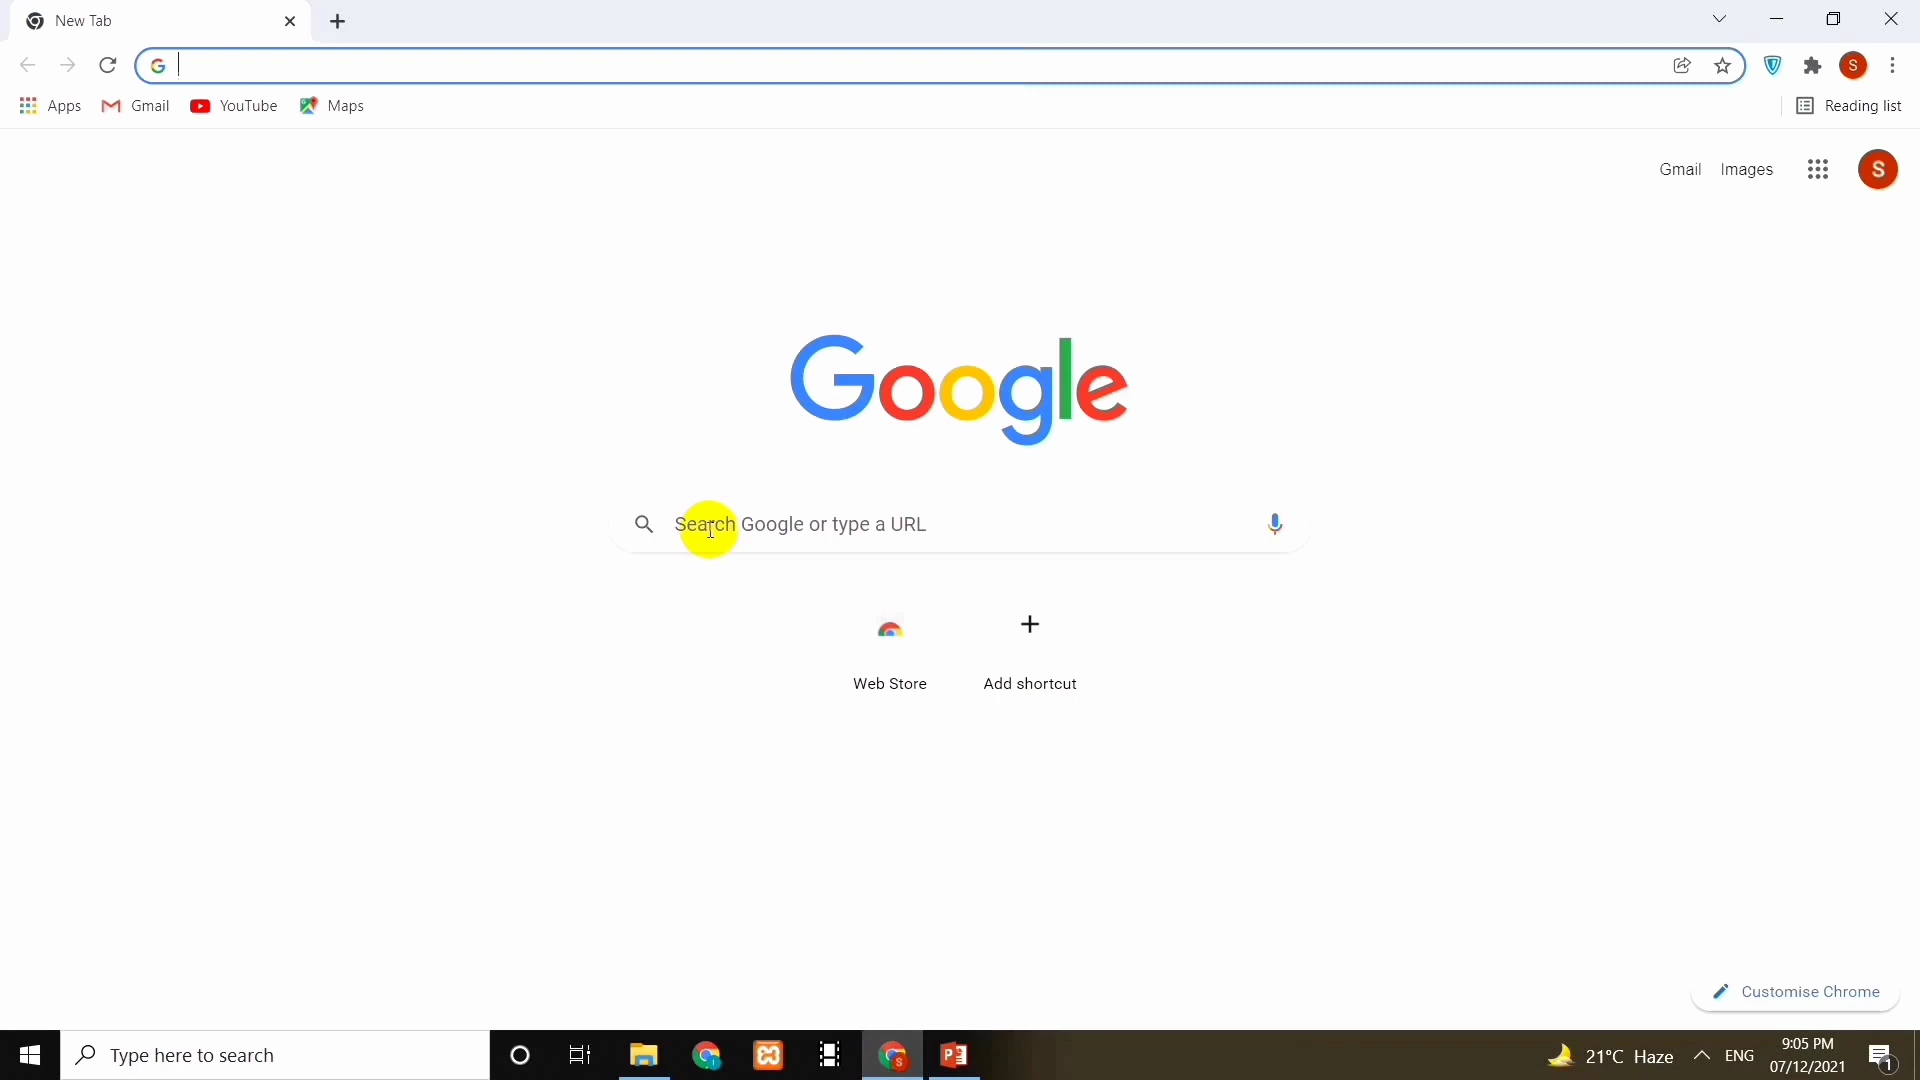 New Tab
S
Apps
Gmail
YouTube
Maps
Reading list
Gmail
Images
S
Google
Search Google or type a URL
Web Store
Add shortcut
Customise Chrome
Type here to search
21°C Haze
ENG
9:05 PM
07/12/2021
1